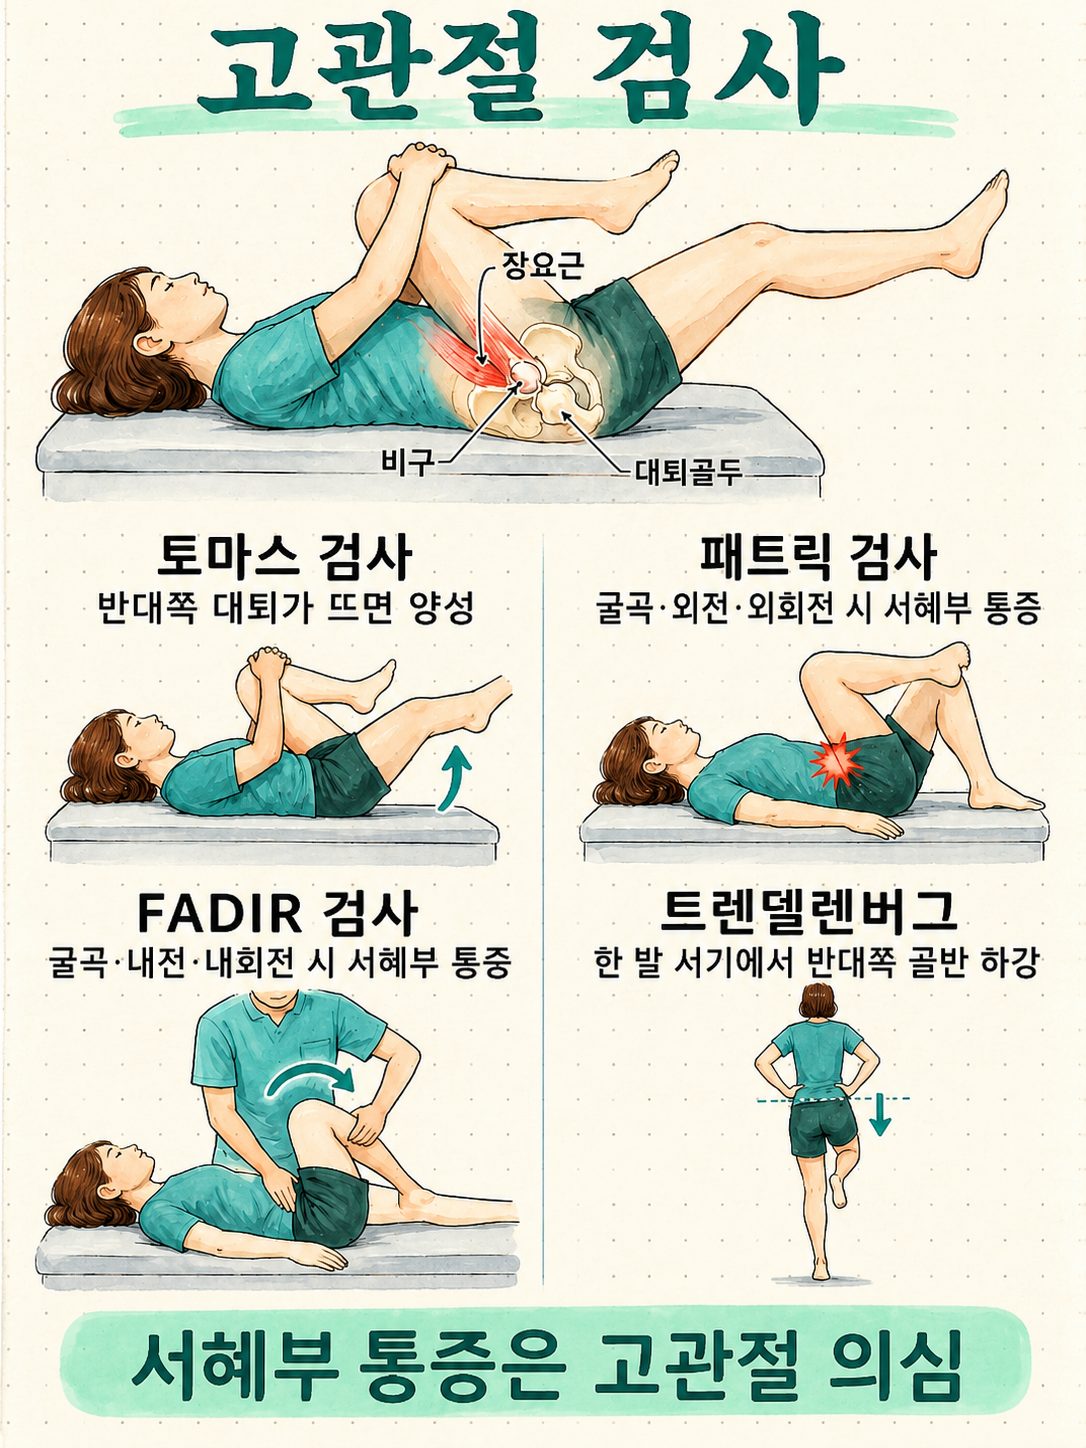 고관절 검사
장요근
비구
대퇴골두
토마스 검사
반대쪽 대퇴가 뜨면 양성
패트릭 검사
굴곡·외전·외회전 시 서혜부 통증
FADIR 검사
굴곡·내전·내회전 시 서혜부 통중
트렌델렌버그
한 발 서기에서 반대쪽 골반 하강
서혜부 통증은 고관절 의심